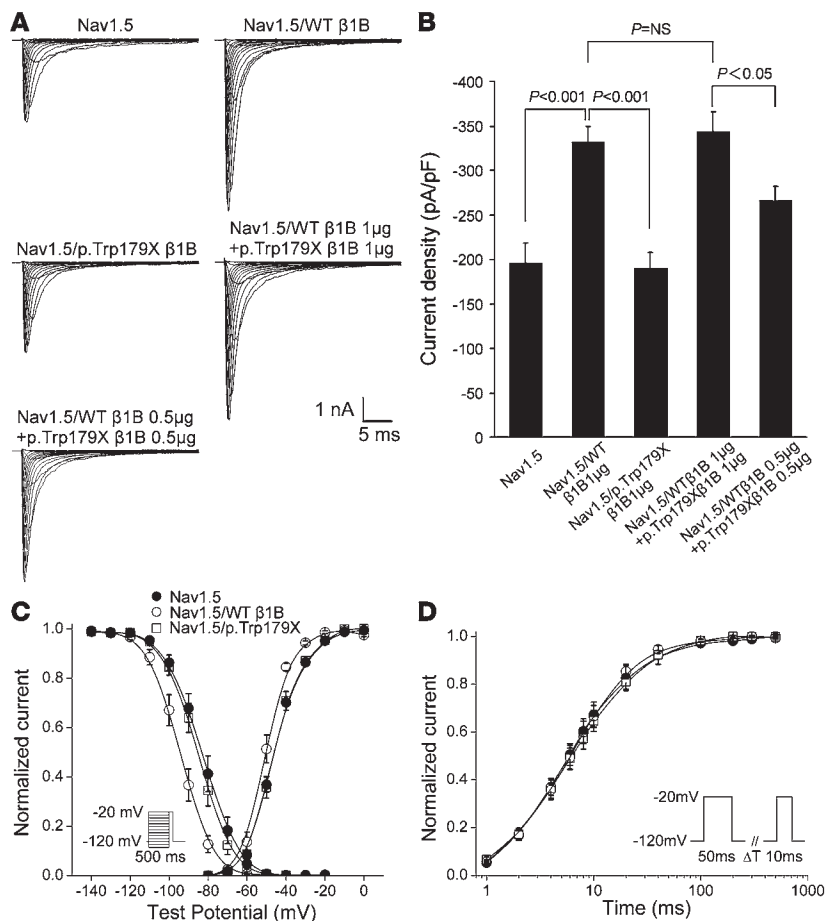 A
Nav1.5
Nav1.5/WT β1B
Nav1.5/p.Trp179X β1B
Nav1.5/WT β1B 1µg
+p.Trp179X β1B 1µg
Nav1.5/WT β1B 0.5µg
+p.Trp179X β1B 0.5µg
1 nA
5 ms
B
P=NS
P<0.001
P<0.001
P<0.05
Current density (pA/pF)
-400
-350
-300
-250
-200
-150
-100
-50
0
Nav1.5
Nav1.5/WT
β1B1µg
Nav1.5/p.Trp179X
β1B1µg
Nav1.5/WTβ1B 1µg
+p.Trp179Xβ1B 1µg
Nav1.5/WTβ1B 0.5µg
+p.Trp179Xβ1B 0.5µg
C
Nav1.5
Nav1.5/WT β1B
Nav1.5/p.Trp179X
Normalized current
1.0
0.8
0.6
0.4
0.2
0.0
-20 mV
-120 mV
500 ms
-140 -120 -100 -80 -60 -40 -20 0
Test Potential (mV)
D
Normalized current
1.0
0.8
0.6
0.4
0.2
0.0
-20mV
-120mV
//
50ms ΔT 10ms
1 10 100 1000
Time (ms)